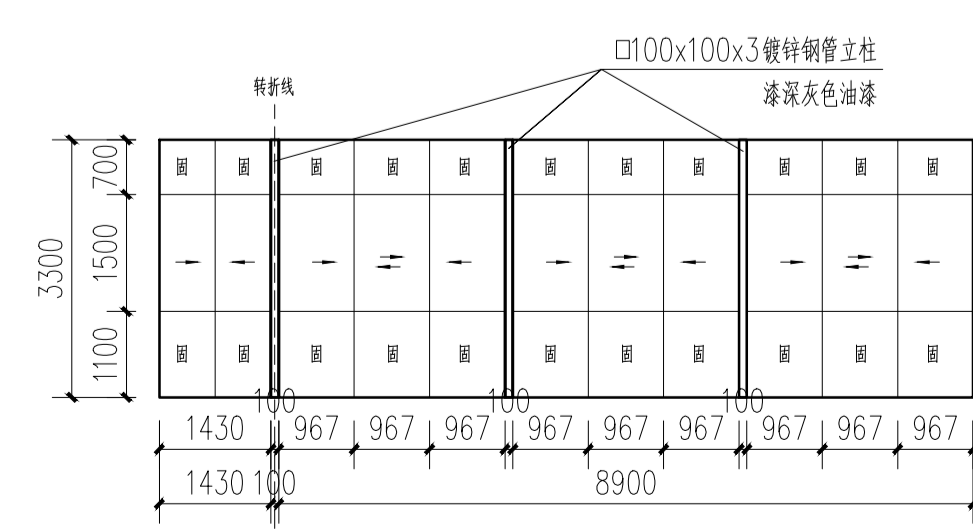 □100x100x3镀锌钢管立柱
漆深灰色油漆
转折线
700
固 固 固 固 固 固 固 固 固 固 固
1500
3300
1100
固 固 固 固 固 固 固 固 固 固 固
100 100 100
1430 967 967 967 967 967 967 967 967 967
1430 100 8900